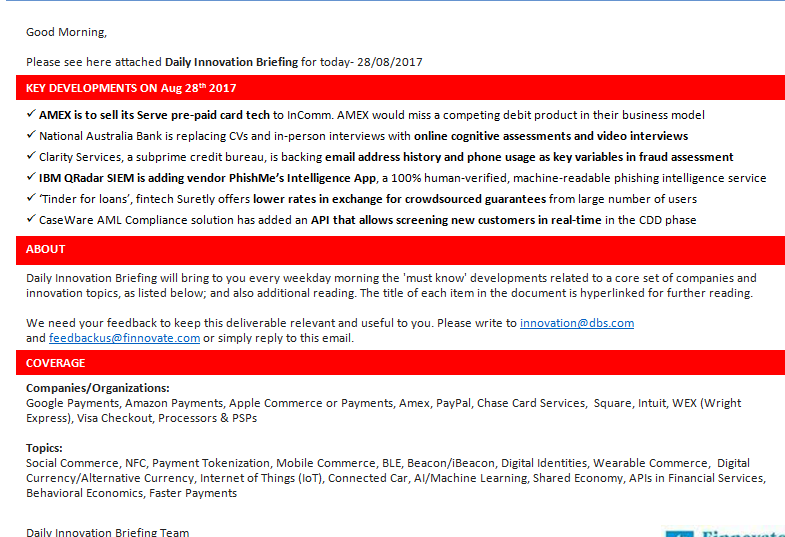 Good Morning,
Please see here attached Daily Innovation Briefing for today- 28/08/2017
KEY DEVELOPMENTS ON Aug 28th 2017
✓ AMEX is to sell its Serve pre-paid card tech to InComm. AMEX would miss a competing debit product in their business model
✓ National Australia Bank is replacing CVs and in-person interviews with online cognitive assessments and video interviews
✓ Clarity Services, a subprime credit bureau, is backing email address history and phone usage as key variables in fraud assessment
✓ IBM QRadar SIEM is adding vendor PhishMe's Intelligence App, a 100% human-verified, machine-readable phishing intelligence service
✓ 'Tinder for loans', fintech Suretly offers lower rates in exchange for crowdsourced guarantees from large number of users
✓ CaseWare AML Compliance solution has added an API that allows screening new customers in real-time in the CDD phase
ABOUT
Daily Innovation Briefing will bring to you every weekday morning the 'must know' developments related to a core set of companies and
innovation topics, as listed below; and also additional reading. The title of each item in the document is hyperlinked for further reading.
We need your feedback to keep this deliverable relevant and useful to you. Please write to innovation@dbs.com
and feedbackus@finnovate.com or simply reply to this email.
COVERAGE
Companies/Organizations:
Google Payments, Amazon Payments, Apple Commerce or Payments, Amex, PayPal, Chase Card Services, Square, Intuit, WEX (Wright
Express), Visa Checkout, Processors & PSPs
Topics:
Social Commerce, NFC, Payment Tokenization, Mobile Commerce, BLE, Beacon/iBeacon, Digital Identities, Wearable Commerce, Digital
Currency/Alternative Currency, Internet of Things (IoT), Connected Car, AI/Machine Learning, Shared Economy, APIs in Financial Services,
Behavioral Economics, Faster Payments
Daily Innovation Briefing Team